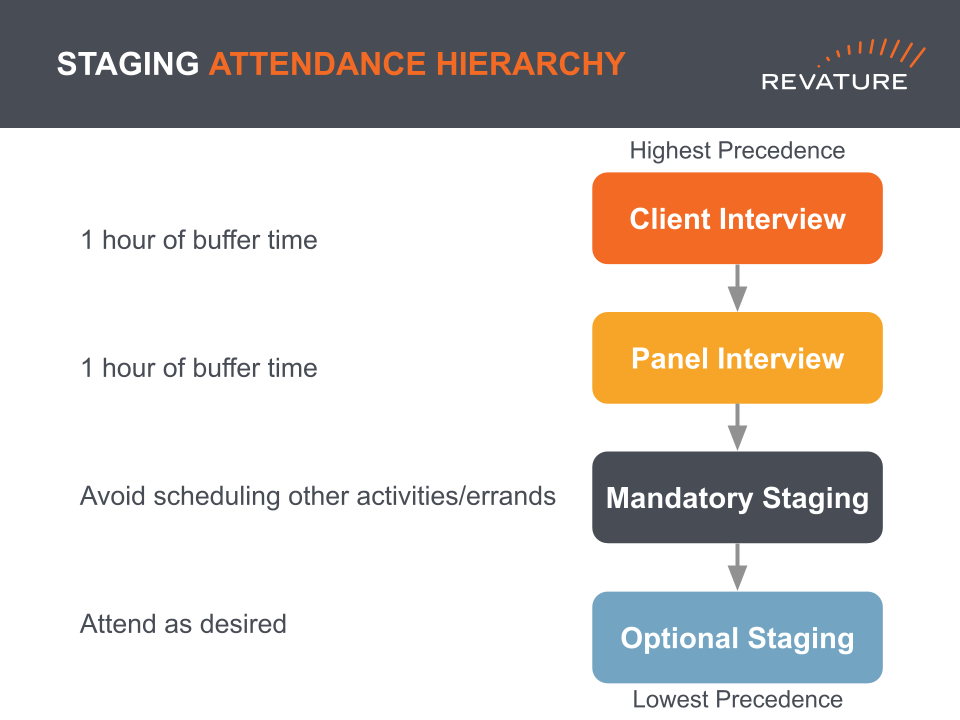 STAGING ATTENDANCE HIERARCHY
REVATURE
Highest Precedence
1 hour of buffer time
Client Interview
1 hour of buffer time
Panel Interview
Avoid scheduling other activities/errands
Mandatory Staging
Attend as desired
Optional Staging
Lowest Precedence